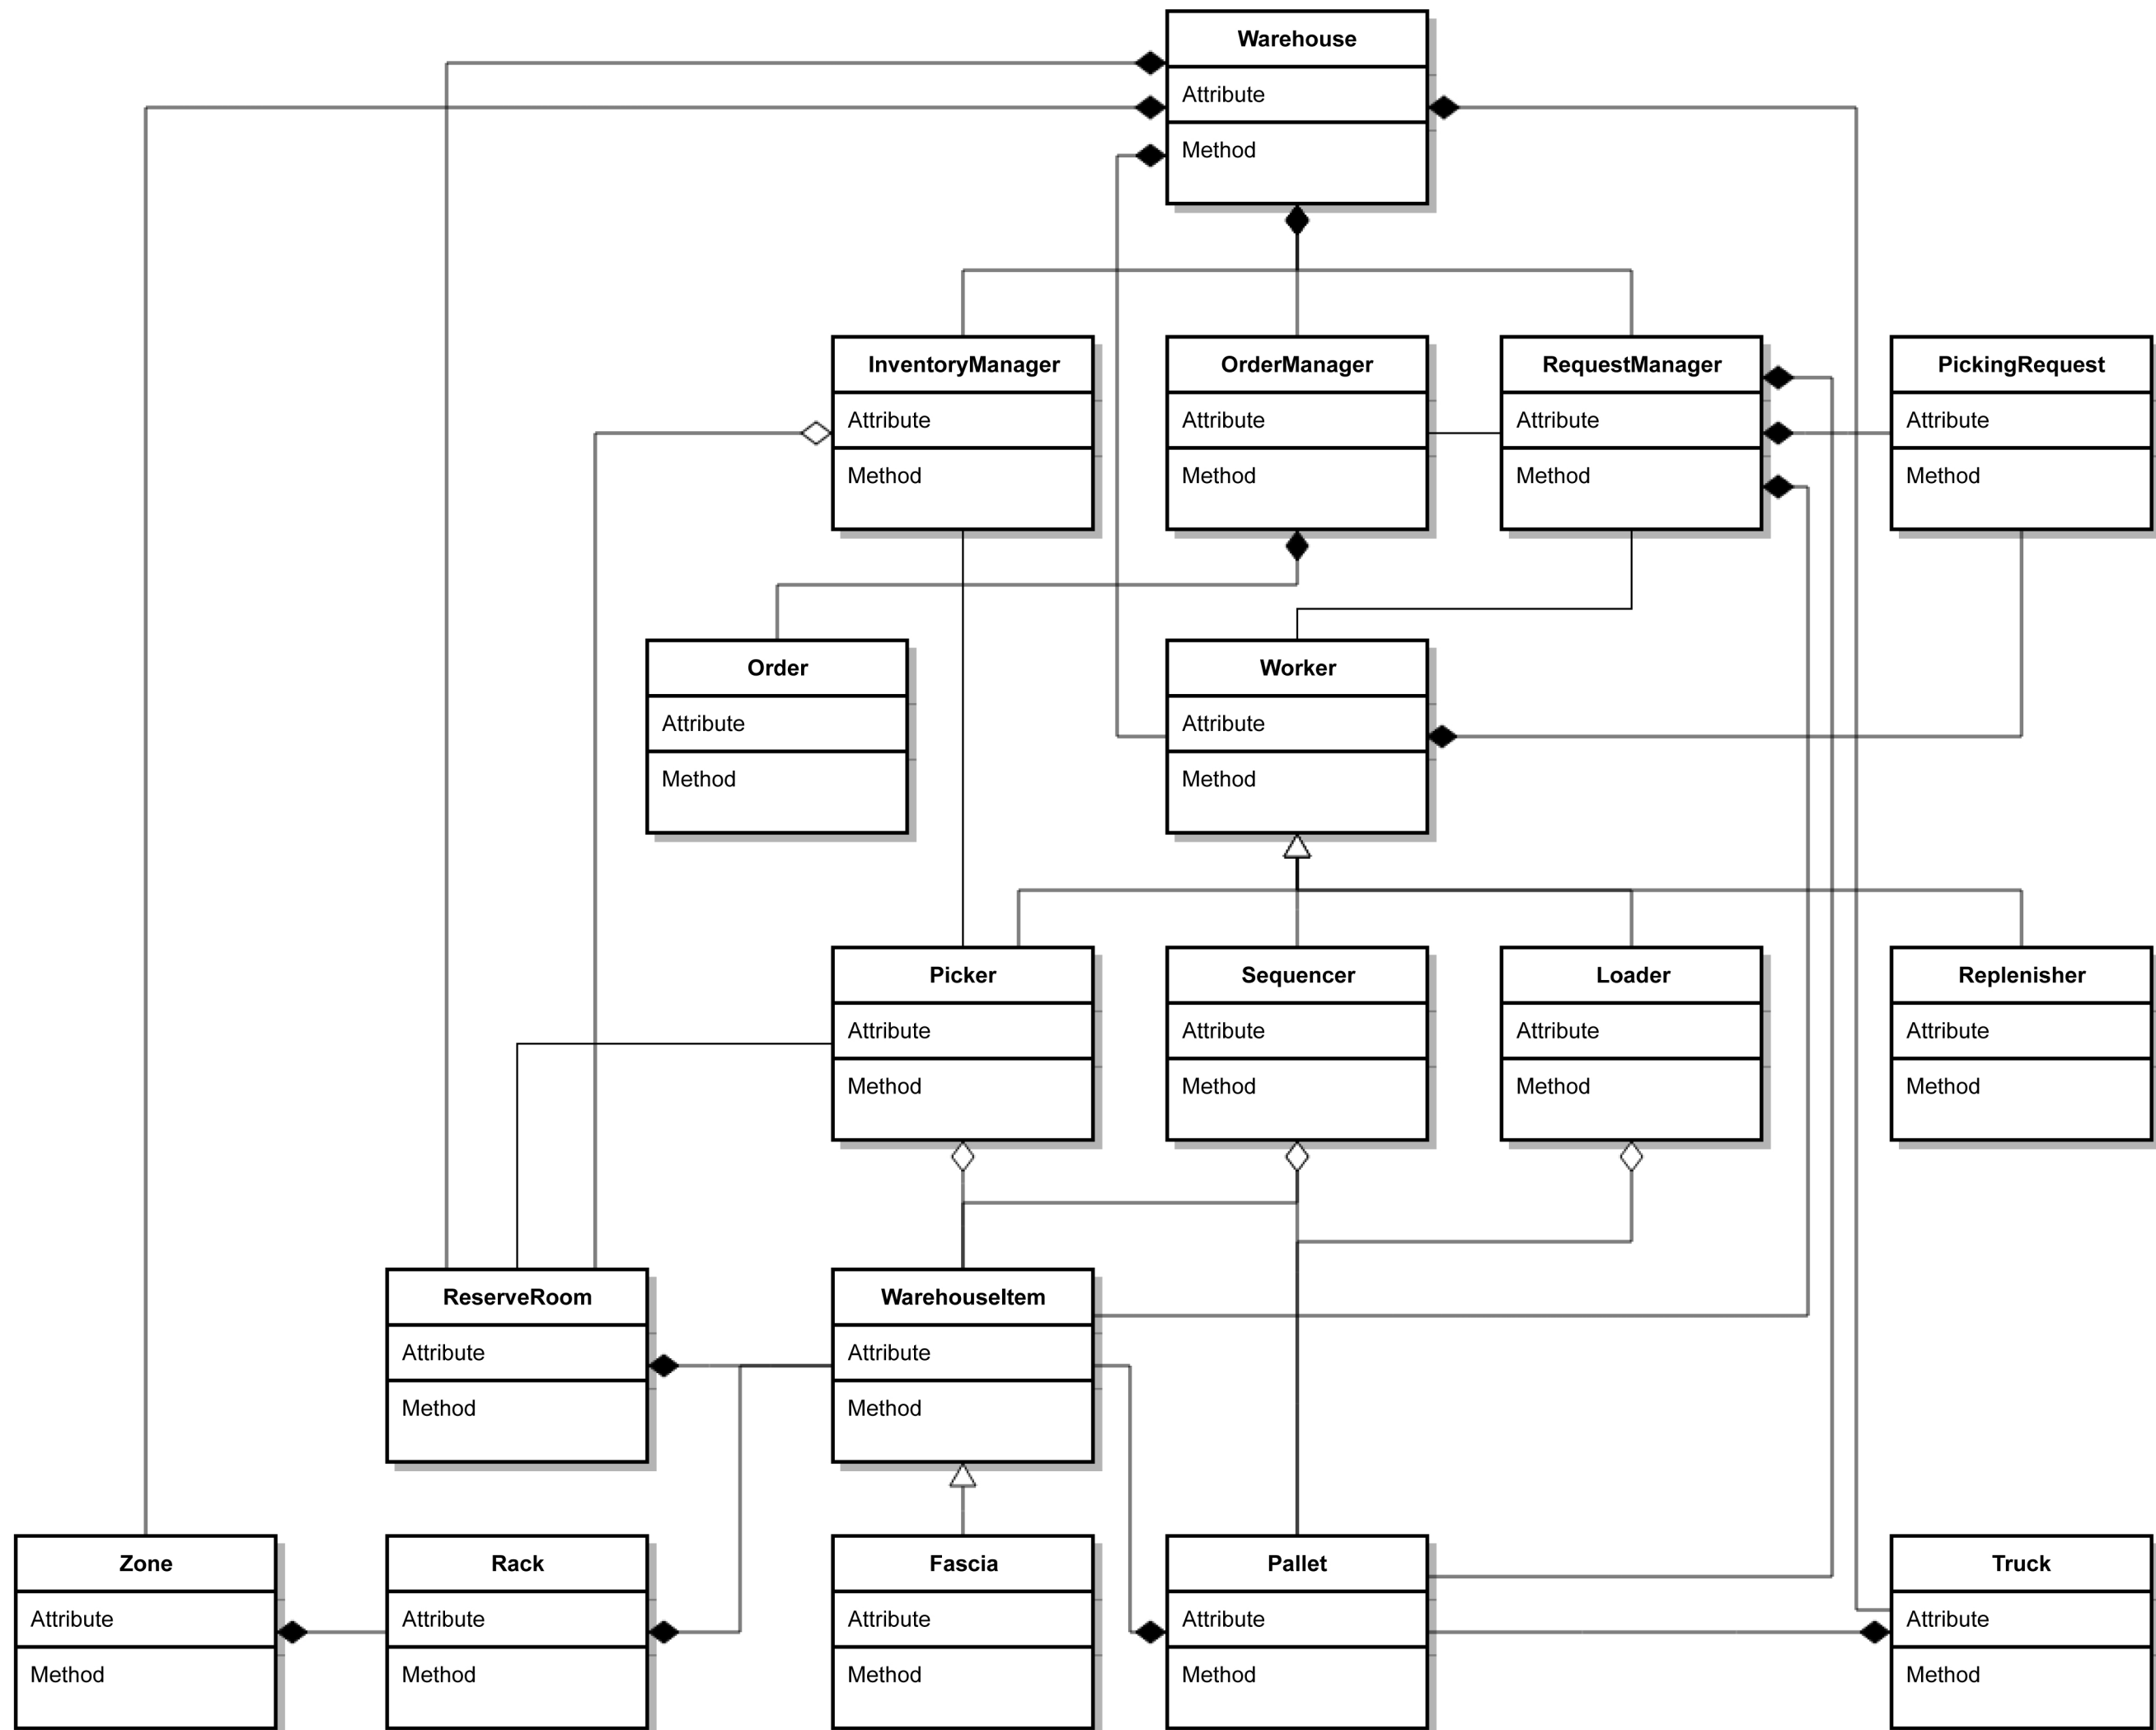 Warehouse
Attribute
Method
InventoryManager
Attribute
Method
OrderManager
Attribute
Method
RequestManager
Attribute
Method
PickingRequest
Attribute
Method
Order
Attribute
Method
Worker
Attribute
Method
Picker
Attribute
Method
Sequencer
Attribute
Method
Loader
Attribute
Method
Replenisher
Attribute
Method
ReserveRoom
Attribute
Method
WarehouseItem
Attribute
Method
Zone
Attribute
Method
Rack
Attribute
Method
Fascia
Attribute
Method
Pallet
Attribute
Method
Truck
Attribute
Method